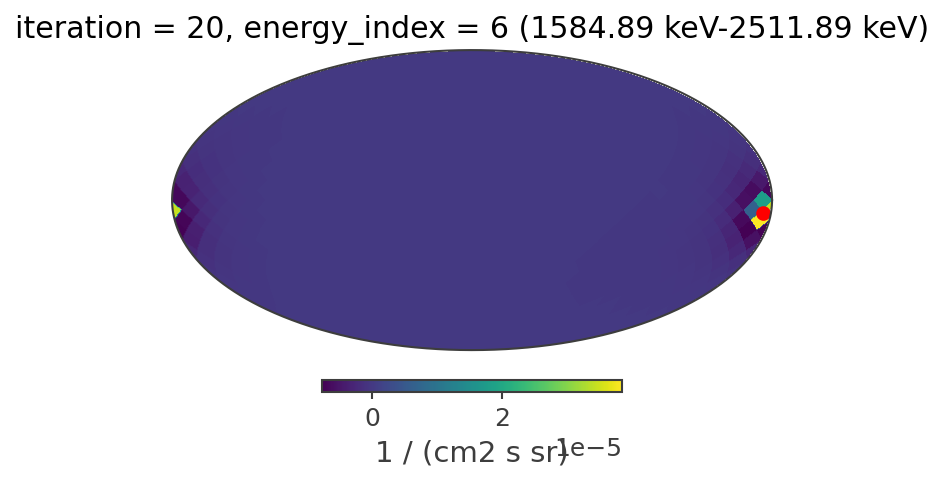 iteration = 20, energy_index = 6 (1584.89 keV-2511.89 keV)
0 2
1e−5
1 / (cm2 s sr)